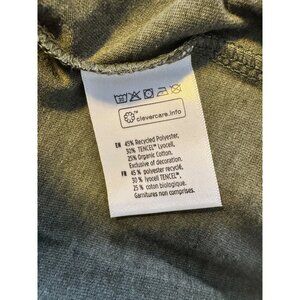 clevercare.info
EN 45% Recycled Polyester,
30% TENCEL™ Lyocell,
25% Organic Cotton.
Exclusive of decoration.
FR 45 % polyester recyclé,
30 % lyocell TENCEL™
25 % coton biologique.
Garnitures non comprises.